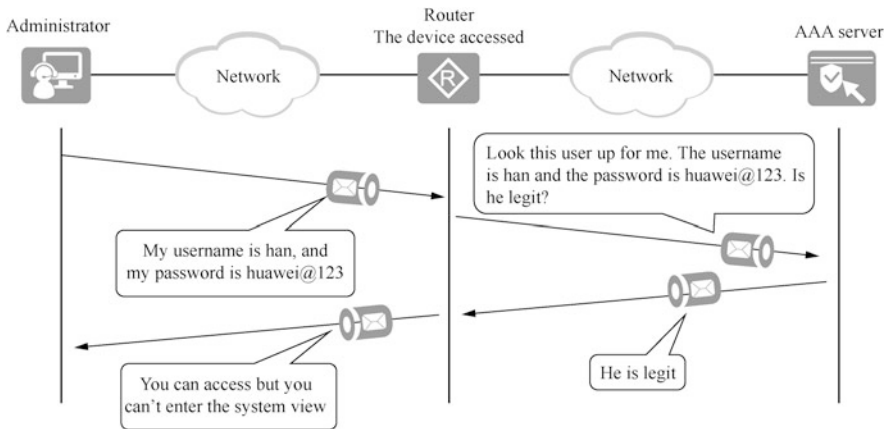 Administrator
Router
The device accessed
AAA server
Network
R
Network
Look this user up for me. The username
is han and the password is huawei@123. Is
he legit?
My username is han, and
my password is huawei@123
He is legit
You can access but you
can't enter the system view